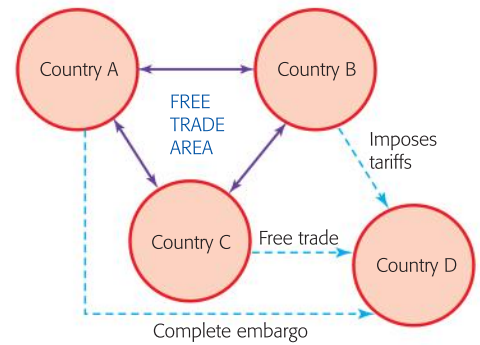 Country A
Country B
FREE
TRADE
AREA
Imposes
tariffs
Country C
Free trade
Country D
Complete embargo